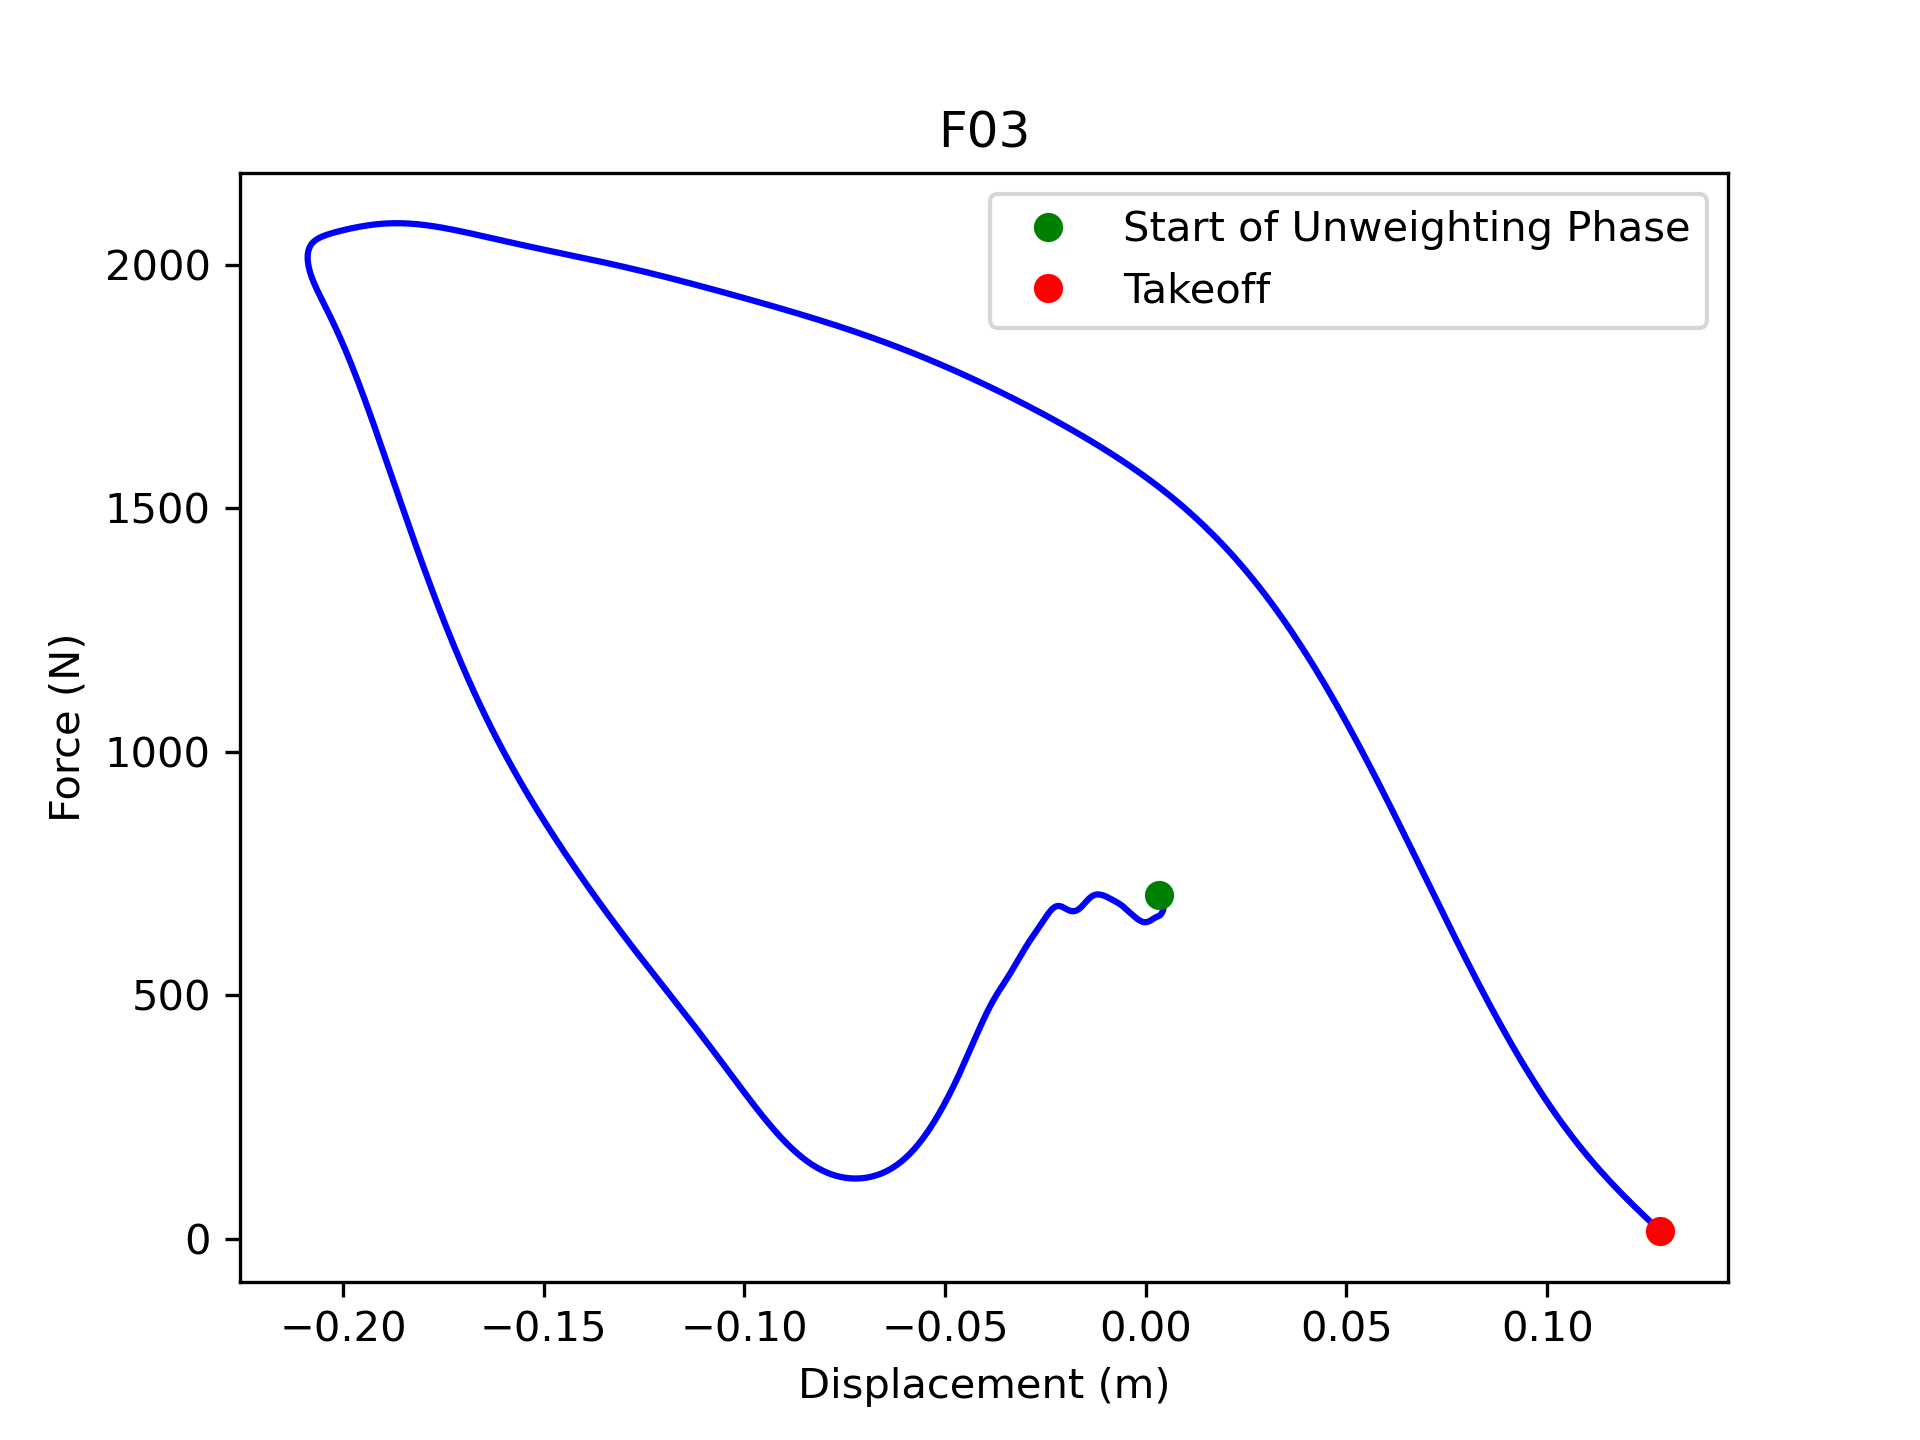 F03
Start of Unweighting Phase
Takeoff
2000
1500
1000
500
0
Force (N)
−0.20 −0.15 −0.10 −0.05 0.00 0.05 0.10
Displacement (m)